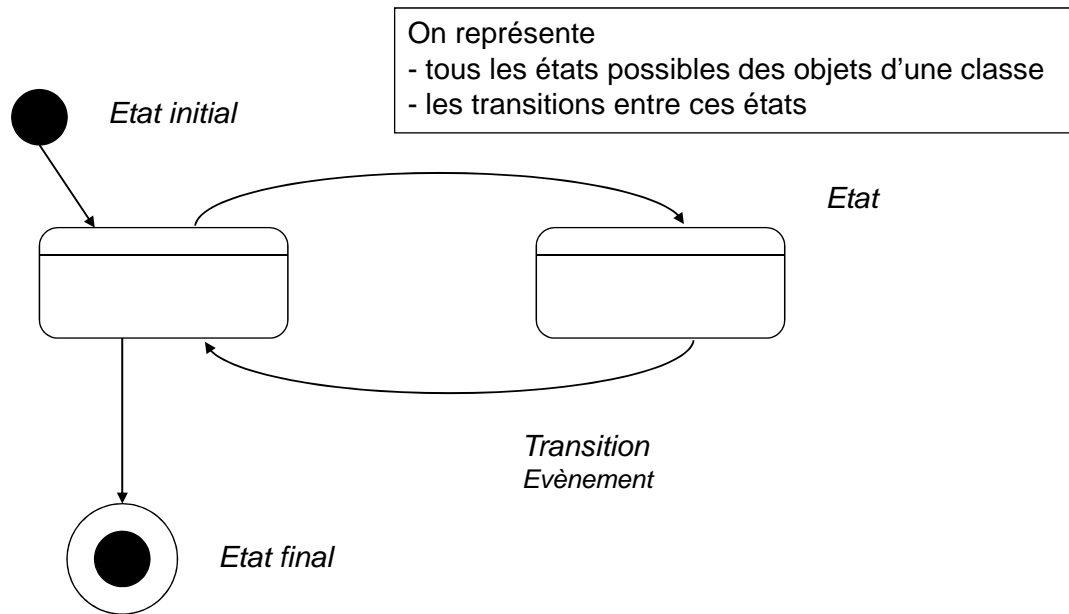 On représente
- tous les états possibles des objets d’une classe
- les transitions entre ces états
Etat initial
Etat
Transition
Evènement
Etat final